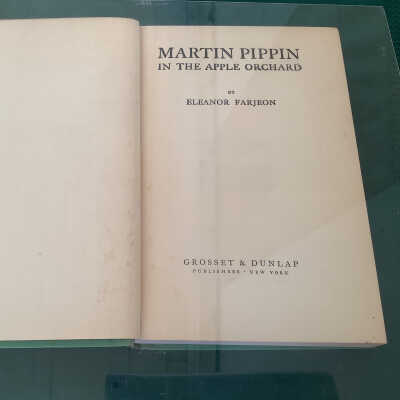 MARTIN PIPPIN
IN THE APPLE ORCHARD
BY
ELEANOR FARJEON
GROSSET & DUNLAP
PUBLISHERS · NEW YORK